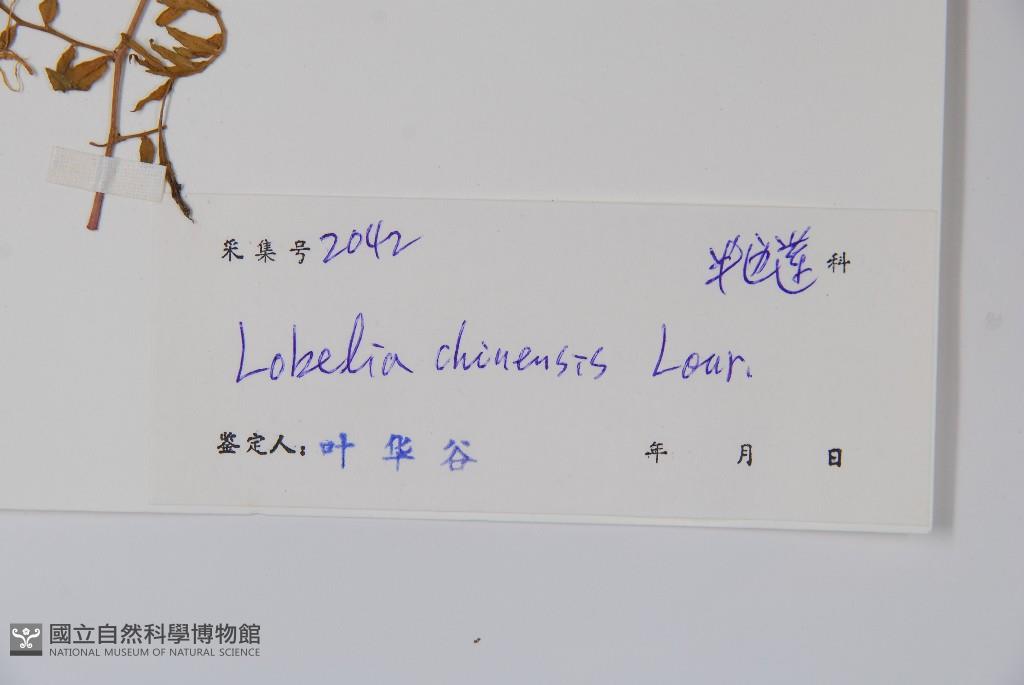 采集号 2042 半边莲 科
Lobelia chinensis Lour.
鉴定人: 叶华谷 年 月 日
國立自然科學博物館
NATIONAL MUSEUM OF NATURAL SCIENCE